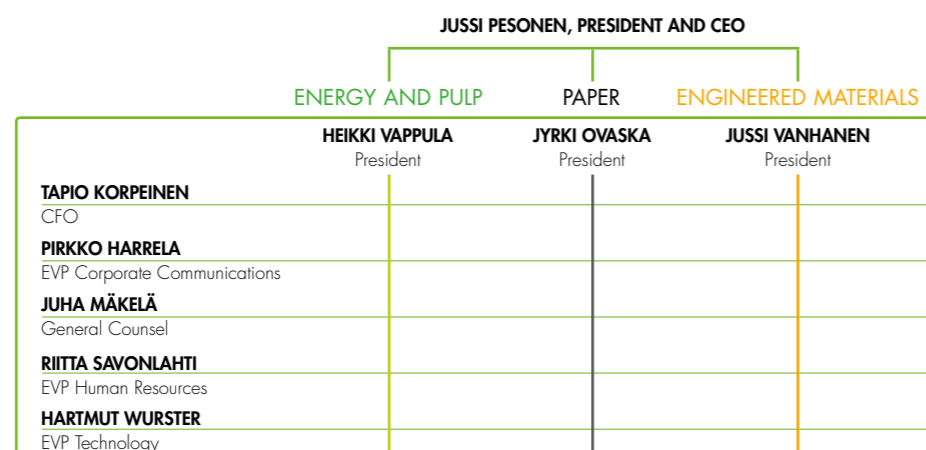 JUSSI PESONEN, PRESIDENT AND CEO
ENERGY AND PULP PAPER ENGINEERED MATERIALS
HEIKKI VAPPULA JYRKI OVASKA JUSSI VANHANEN
President President President
TAPIO KORPEINEN
CFO
PIRKKO HARRELA
EVP Corporate Communications
JUHA MÄKELÄ
General Counsel
RIITTA SAVONLAHTI
EVP Human Resources
HARTMUT WURSTER
EVP Technology